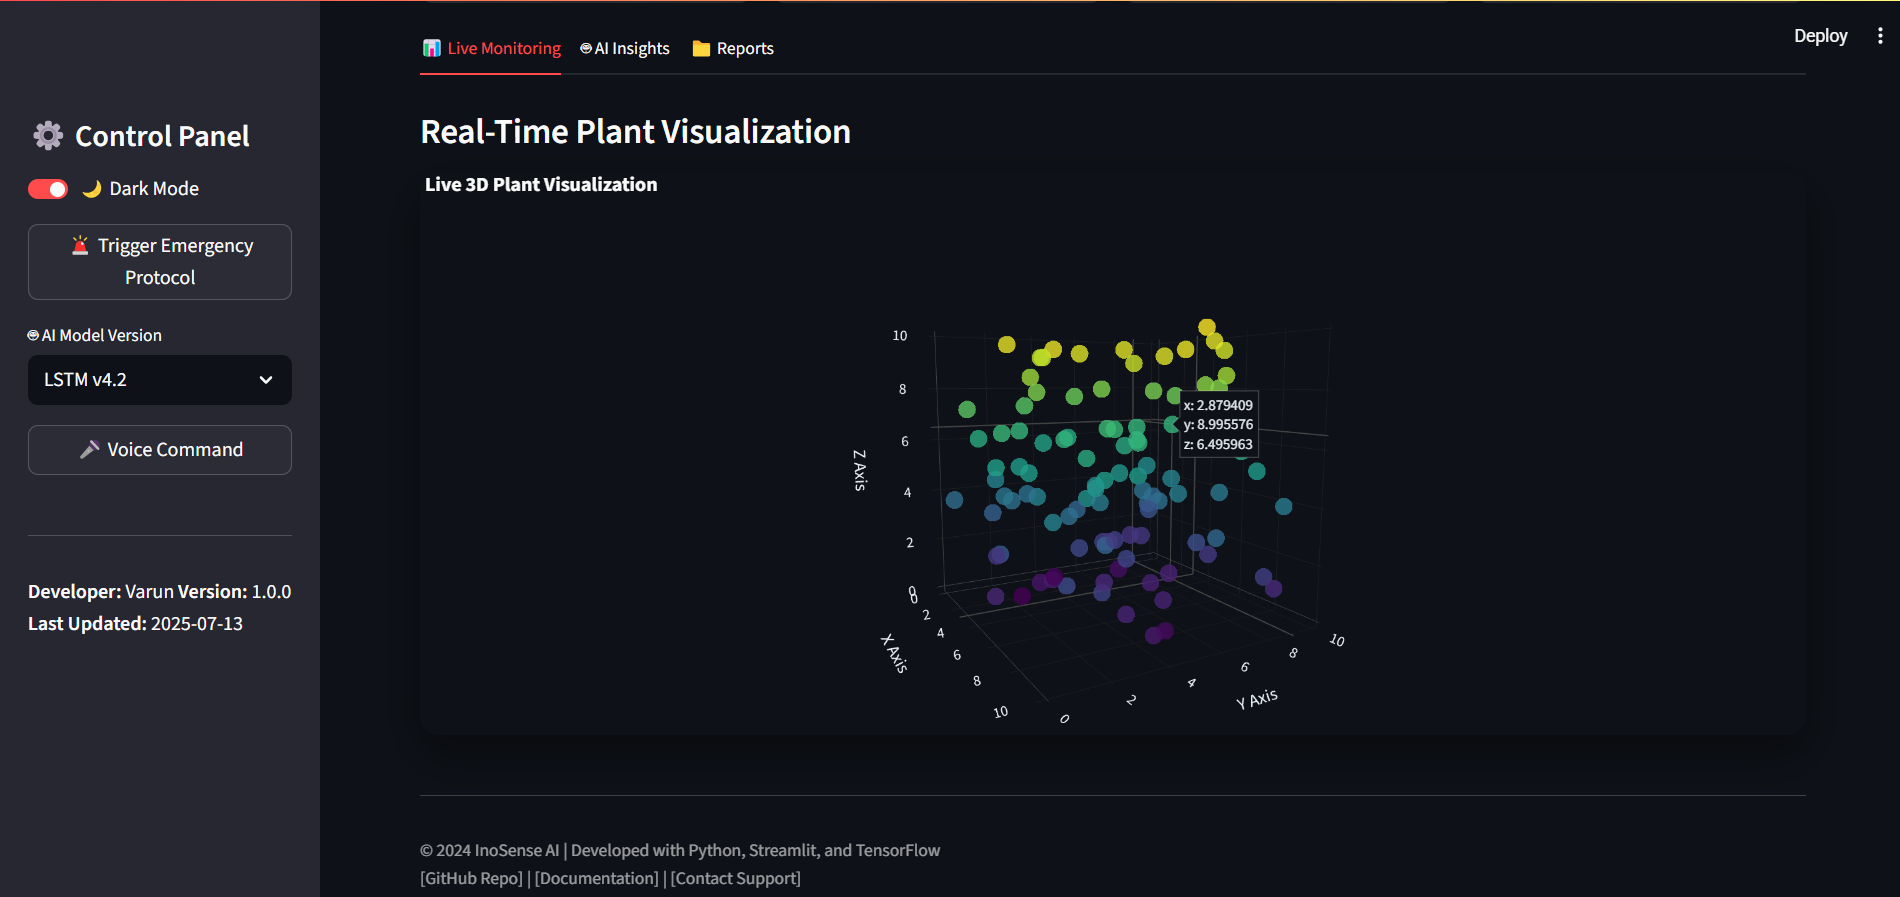 Deploy
📊 Live Monitoring
AI Insights
📁 Reports
⚙️ Control Panel
🌙 Dark Mode
🚨 Trigger Emergency
Protocol
AI Model Version
LSTM v4.2
🎤 Voice Command
Developer: Varun Version: 1.0.0
Last Updated: 2025-07-13
Real-Time Plant Visualization
Live 3D Plant Visualization
10
8
6
4
2
0
Z Axis
x: 2.879409
y: 8.995576
z: 6.495963
0
2
4
6
8
10
X Axis
0
2
4
6
8
10
Y Axis
© 2024 InoSense AI | Developed with Python, Streamlit, and TensorFlow
[GitHub Repo] | [Documentation] | [Contact Support]